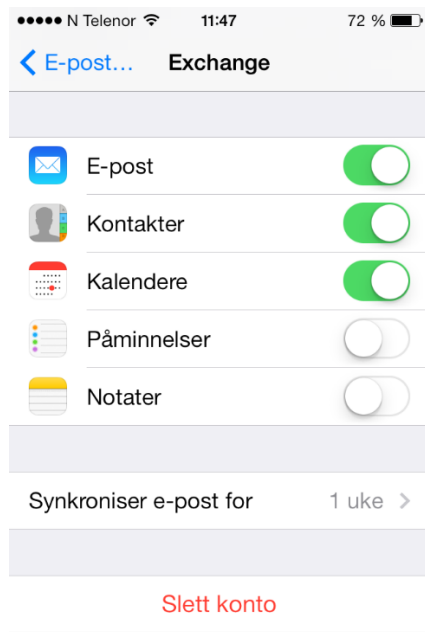 N Telenor 11:47 72 %
E-post… Exchange
E-post
Kontakter
Kalendere
Påminnelser
Notater
Synkroniser e-post for 1 uke
Slett konto